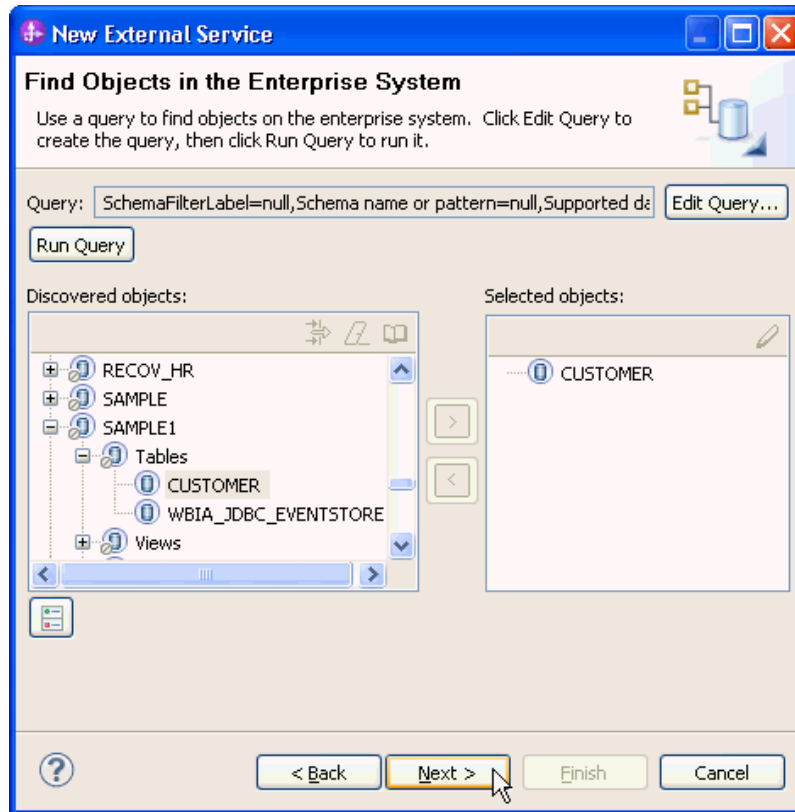 New External Service
Find Objects in the Enterprise System
Use a query to find objects on the enterprise system. Click Edit Query to
create the query, then click Run Query to run it.
Query: SchemaFilterLabel=null,Schema name or pattern=null,Supported da Edit Query...
Run Query
Discovered objects: Selected objects:
RECOV_HR
SAMPLE
SAMPLE1
Tables
CUSTOMER
WBIA_JDBC_EVENTSTORE
Views
CUSTOMER
>
<
? < Back Next > Finish Cancel